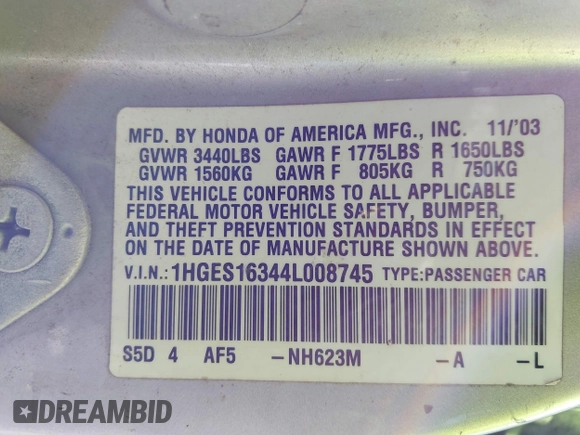 MFD. BY HONDA OF AMERICA MFG., INC. 11/'03
GVWR 3440LBS GAWR F 1775LBS R 1650LBS
GVWR 1560KG GAWR F 805KG R 750KG
THIS VEHICLE CONFORMS TO ALL APPLICABLE
FEDERAL MOTOR VEHICLE SAFETY, BUMPER,
AND THEFT PREVENTION STANDARDS IN EFFECT
ON THE DATE OF MANUFACTURE SHOWN ABOVE.
V.I.N.: 1HGES16344L008745 TYPE:PASSENGER CAR
S5D 4 AF5 -NH623M -A -L
DREAMBID